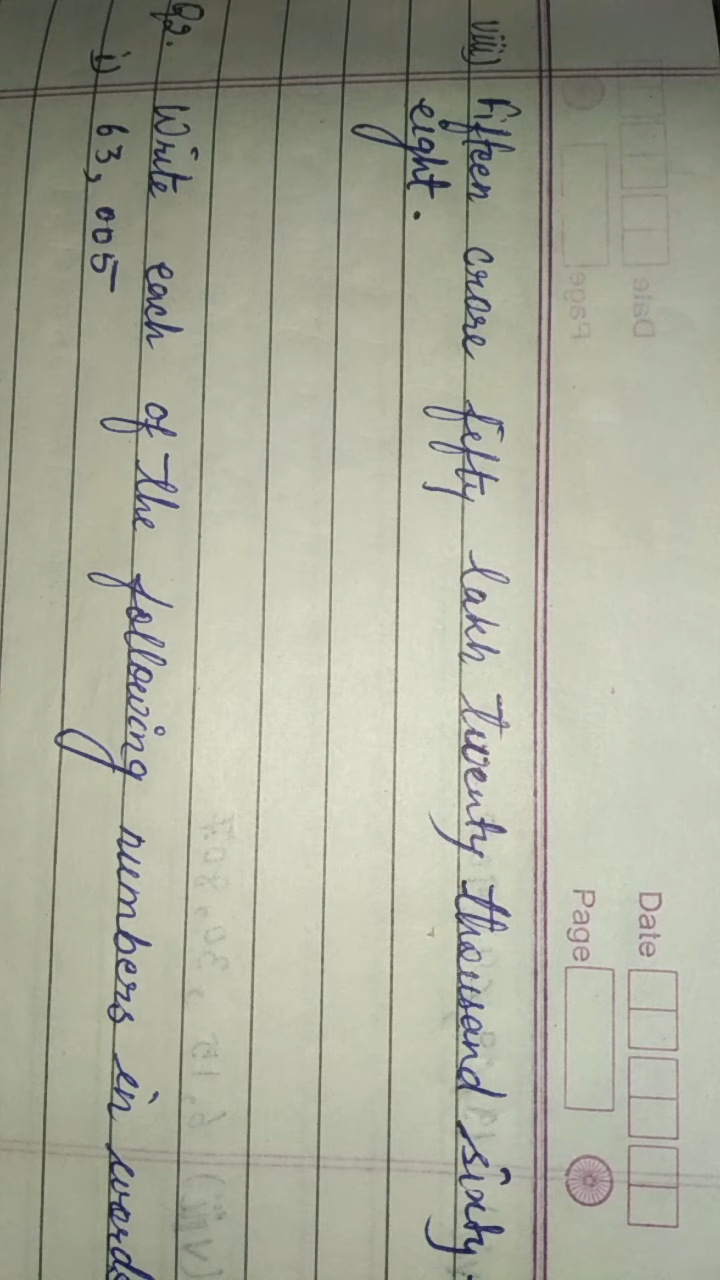 Date
Page
viii) Fifteen crore fifty lakh twenty thousand sixty-
eight.
Q2. Write each of the following numbers in words
i) 63,005